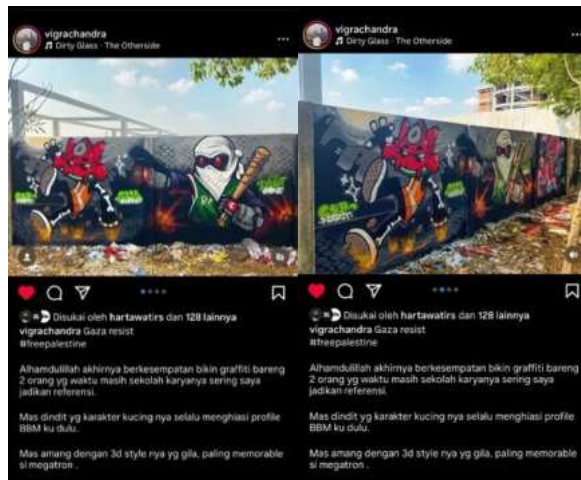 vigrachandra
Dirty Glass · The Otherside
Disukai oleh hartawatirs dan 128 lainnya
vigrachandra Gaza resist
#freepalestine
Alhamdulillah akhirnya berkesempatan bikin graffiti bareng
2 orang yg waktu masih sekolah karyanya sering saya
jadikan referensi.
Mas dindit yg karakter kucing nya selalu menghiasi profile
BBM ku dulu.
Mas amang dengan 3d style nya yg gila, paling memorable
si megatron .
vigrachandra
Dirty Glass · The Otherside
Disukai oleh hartawatirs dan 128 lainnya
vigrachandra Gaza resist
#freepalestine
Alhamdulillah akhirnya berkesempatan bikin graffiti bareng
2 orang yg waktu masih sekolah karyanya sering saya
jadikan referensi.
Mas dindit yg karakter kucing nya selalu menghiasi profile
BBM ku dulu.
Mas amang dengan 3d style nya yg gila, paling memorable
si megatron .